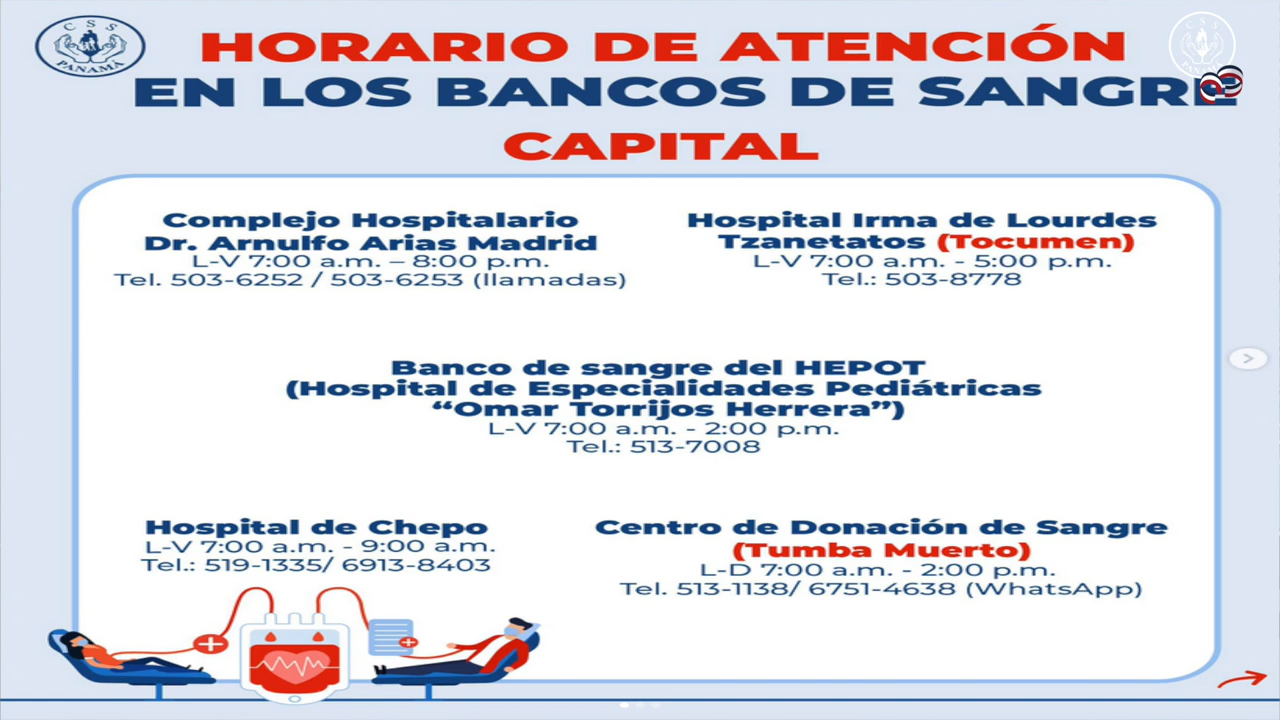 CSS
PANAMÁ
HORARIO DE ATENCIÓN
EN LOS BANCOS DE SANGRE
CAPITAL
CSS
PANAMÁ
Complejo Hospitalario
Dr. Arnulfo Arias Madrid
L-V 7:00 a.m. – 8:00 p.m.
Tel. 503-6252 / 503-6253 (llamadas)
Hospital Irma de Lourdes
Tzanetatos (Tocumen)
L-V 7:00 a.m. - 5:00 p.m.
Tel.: 503-8778
Banco de sangre del HEPOT
(Hospital de Especialidades Pediátricas
“Omar Torrijos Herrera”)
L-V 7:00 a.m. - 2:00 p.m.
Tel.: 513-7008
Hospital de Chepo
L-V 7:00 a.m. - 9:00 a.m.
Tel.: 519-1335/ 6913-8403
Centro de Donación de Sangre
(Tumba Muerto)
L-D 7:00 a.m. - 2:00 p.m.
Tel. 513-1138/ 6751-4638 (WhatsApp)